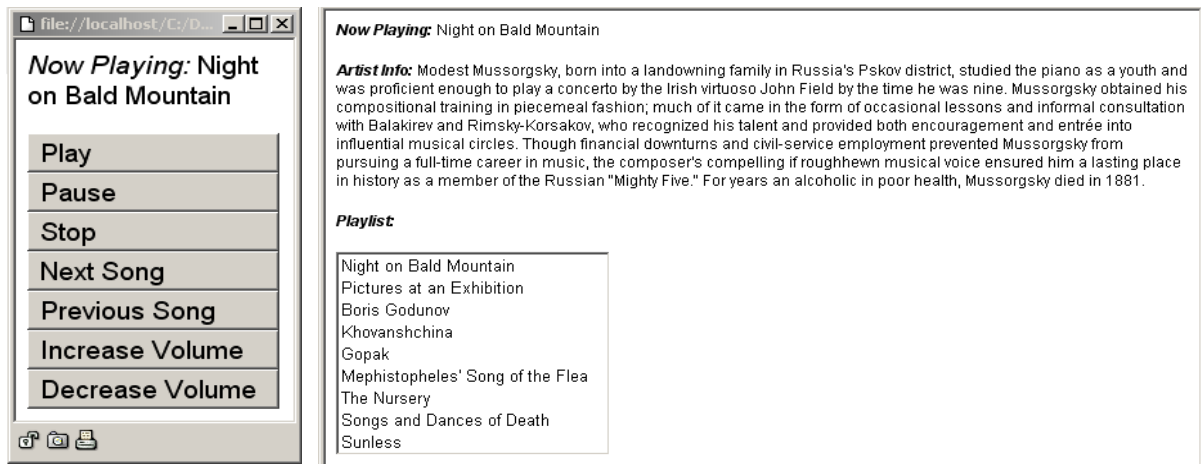 file://localhost/C:/D...
Now Playing: Night
on Bald Mountain
Play
Pause
Stop
Next Song
Previous Song
Increase Volume
Decrease Volume
Now Playing: Night on Bald Mountain
Artist Info: Modest Mussorgsky, born into a landowning family in Russia's Pskov district, studied the piano as a youth and
was proficient enough to play a concerto by the Irish virtuoso John Field by the time he was nine. Mussorgsky obtained his
compositional training in piecemeal fashion; much of it came in the form of occasional lessons and informal consultation
with Balakirev and Rimsky-Korsakov, who recognized his talent and provided both encouragement and entrée into
influential musical circles. Though financial downturns and civil-service employment prevented Mussorgsky from
pursuing a full-time career in music, the composer's compelling if roughhewn musical voice ensured him a lasting place
in history as a member of the Russian "Mighty Five." For years an alcoholic in poor health, Mussorgsky died in 1881.
Playlist:
Night on Bald Mountain
Pictures at an Exhibition
Boris Godunov
Khovanshchina
Gopak
Mephistopheles' Song of the Flea
The Nursery
Songs and Dances of Death
Sunless